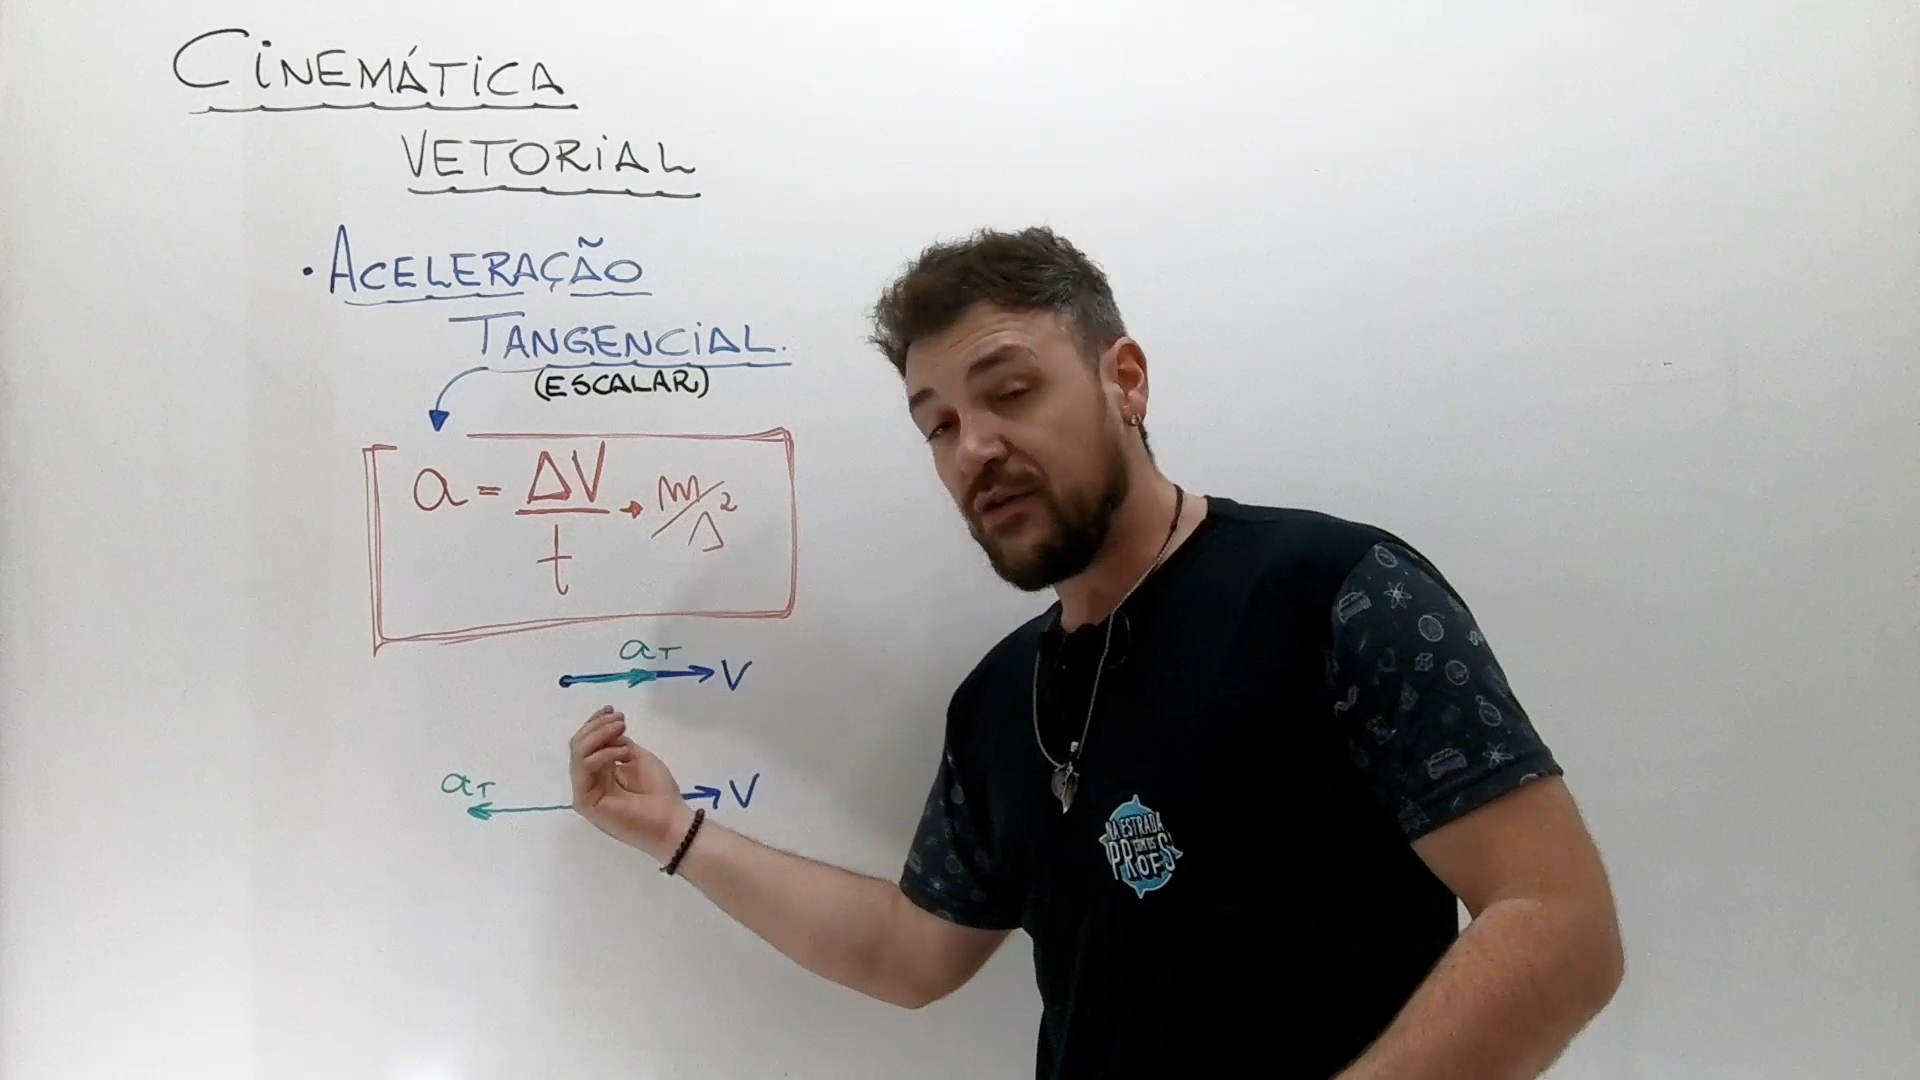 CINEMÁTICA
VETORIAL
• ACELERAÇÃO
TANGENCIAL.
(ESCALAR)
a = ΔV/t → m/s²
aT
V
aT
V
NA ESTRADA
COM OS
PROFS